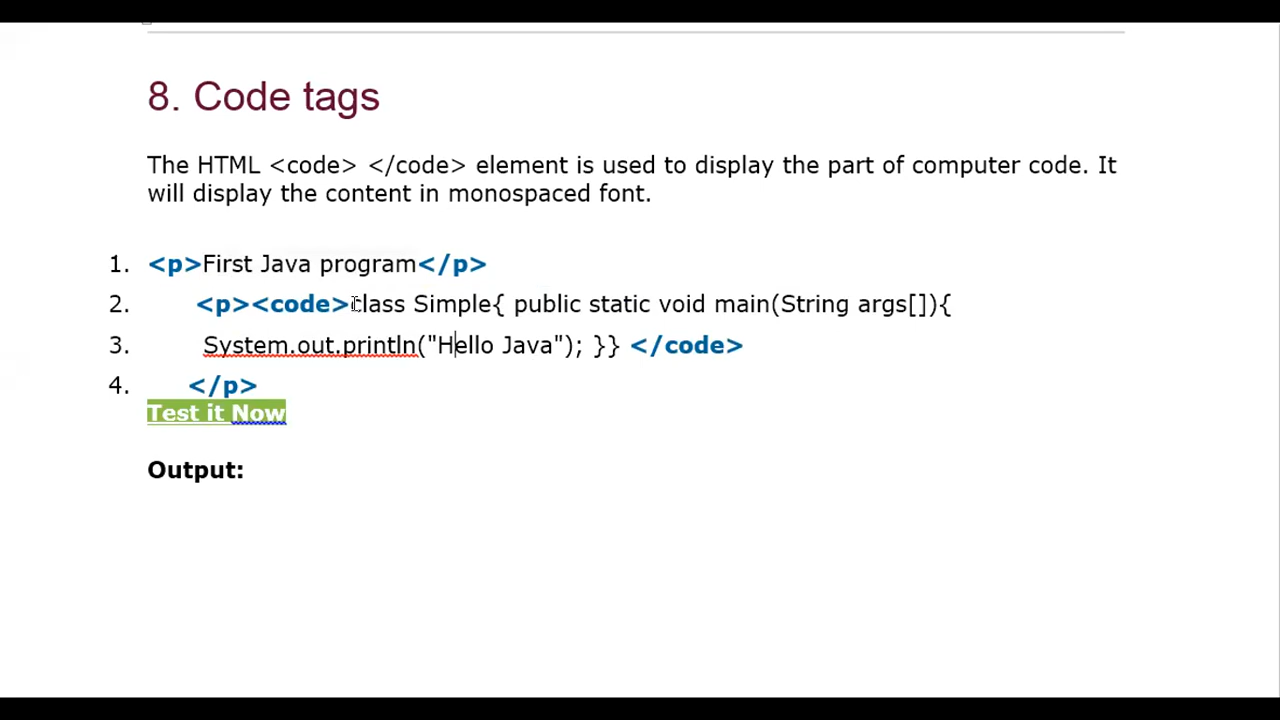 8. Code tags
The HTML <code> </code> element is used to display the part of computer code. It
will display the content in monospaced font.
1. <p>First Java program</p>
2. <p><code>class Simple{ public static void main(String args[]){
3. System.out.println("Hello Java"); }} </code>
4. </p>
Test it Now
Output: